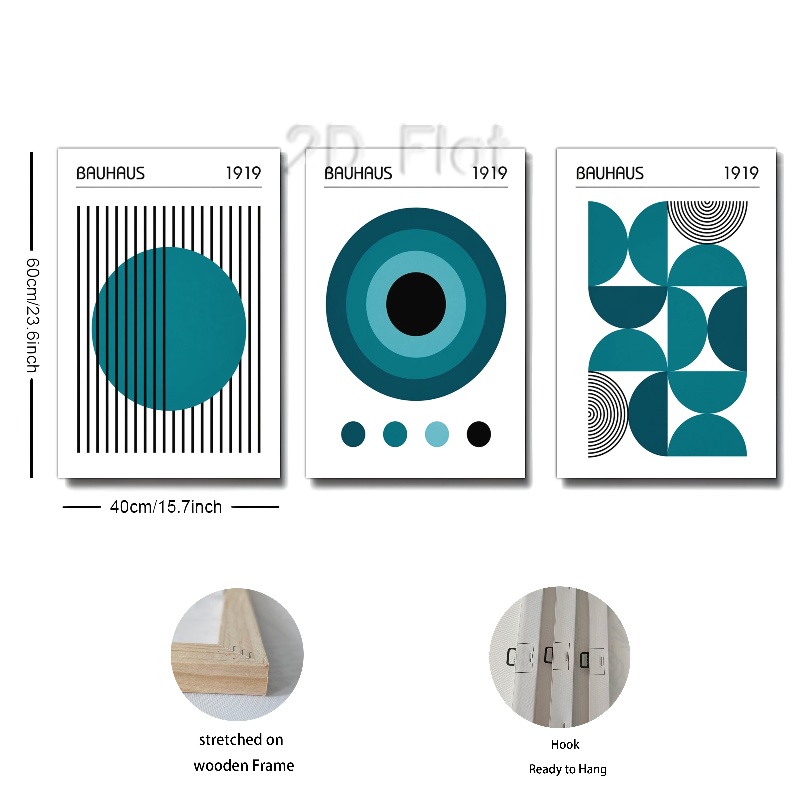 2D Flat
BAUHAUS 1919
BAUHAUS 1919
BAUHAUS 1919
60cm/23.6inch
40cm/15.7inch
stretched on
wooden Frame
Hook
Ready to Hang